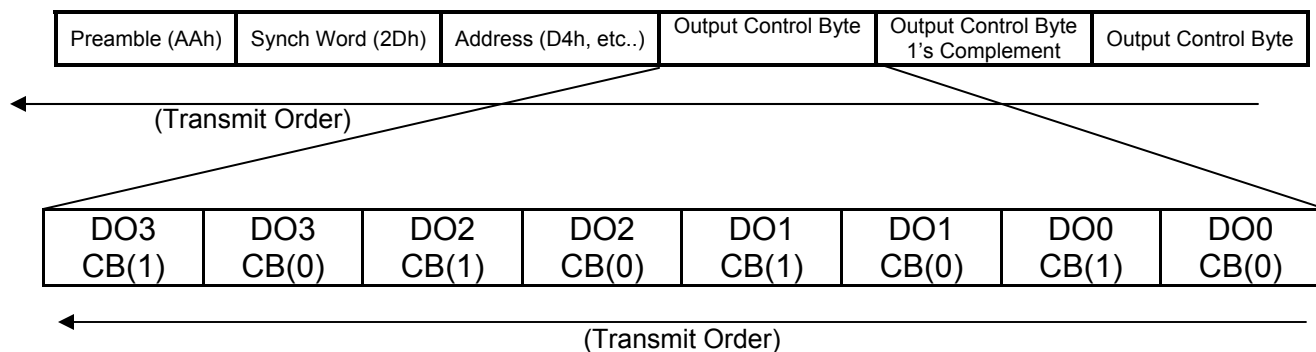 Preamble (AAh) Synch Word (2Dh) Address (D4h, etc..) Output Control Byte Output Control Byte 1's Complement Output Control Byte
(Transmit Order)
DO3 DO3 DO2 DO2 DO1 DO1 DO0 DO0
CB(1) CB(0) CB(1) CB(0) CB(1) CB(0) CB(1) CB(0)
(Transmit Order)